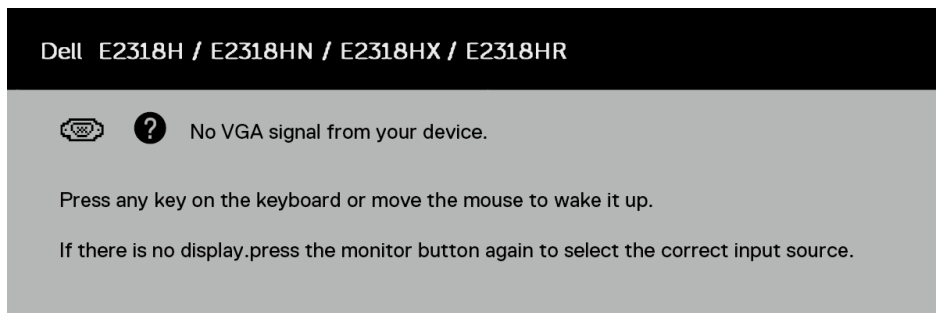 Dell E2318H / E2318HN / E2318HX / E2318HR
No VGA signal from your device.
Press any key on the keyboard or move the mouse to wake it up.
If there is no display.press the monitor button again to select the correct input source.